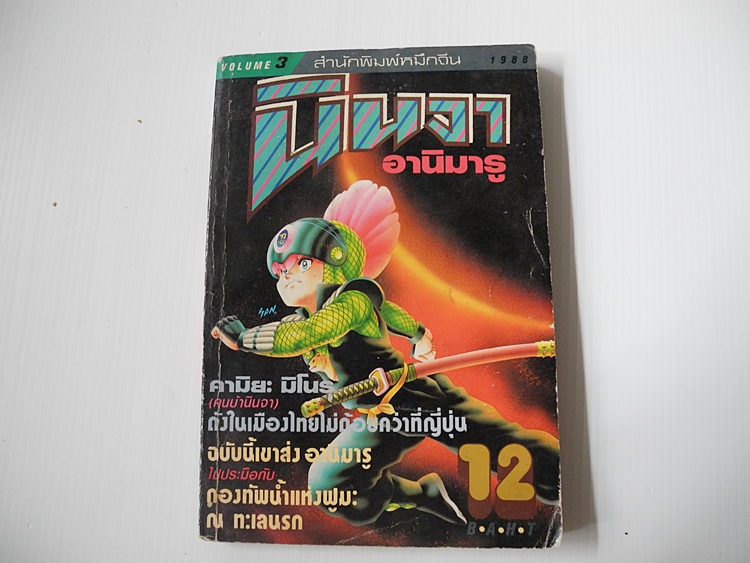 VOLUME 3 สำนักพิมพ์หมึกจีน 1988
นินจา
อานิมารุ
SAN.
คามิยะ มิโนรุ
(คนบ้านินจา)
ดังในเมืองไทยไม่ด้อยกว่าที่ญี่ปุ่น
ฉบับนี้เขาส่ง อานิมารุ
ไปประมือกับ
กองทัพน้ำแห่งฟูมะ
ณ ทะเลนรก
12
B•A•H•T